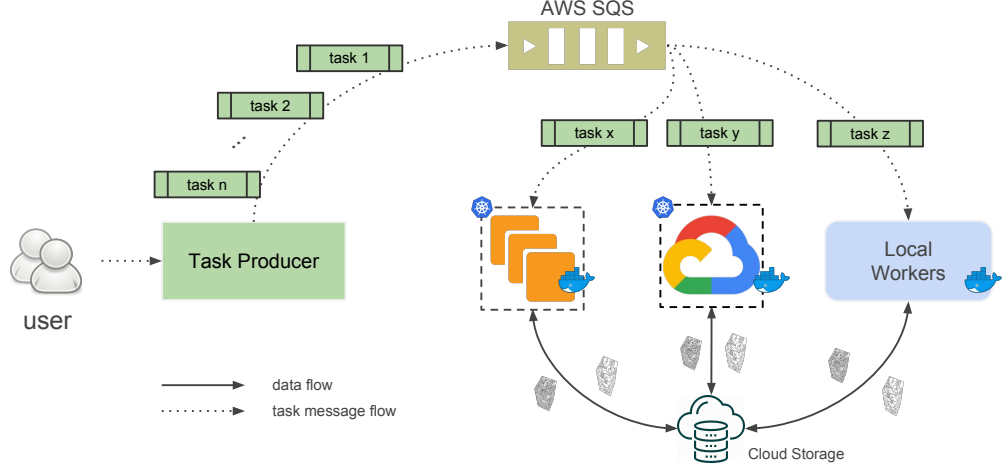 AWS SQS
task 1
task 2
task n
task x
task y
task z
Task Producer
Local
Workers
user
data flow
task message flow
Cloud Storage